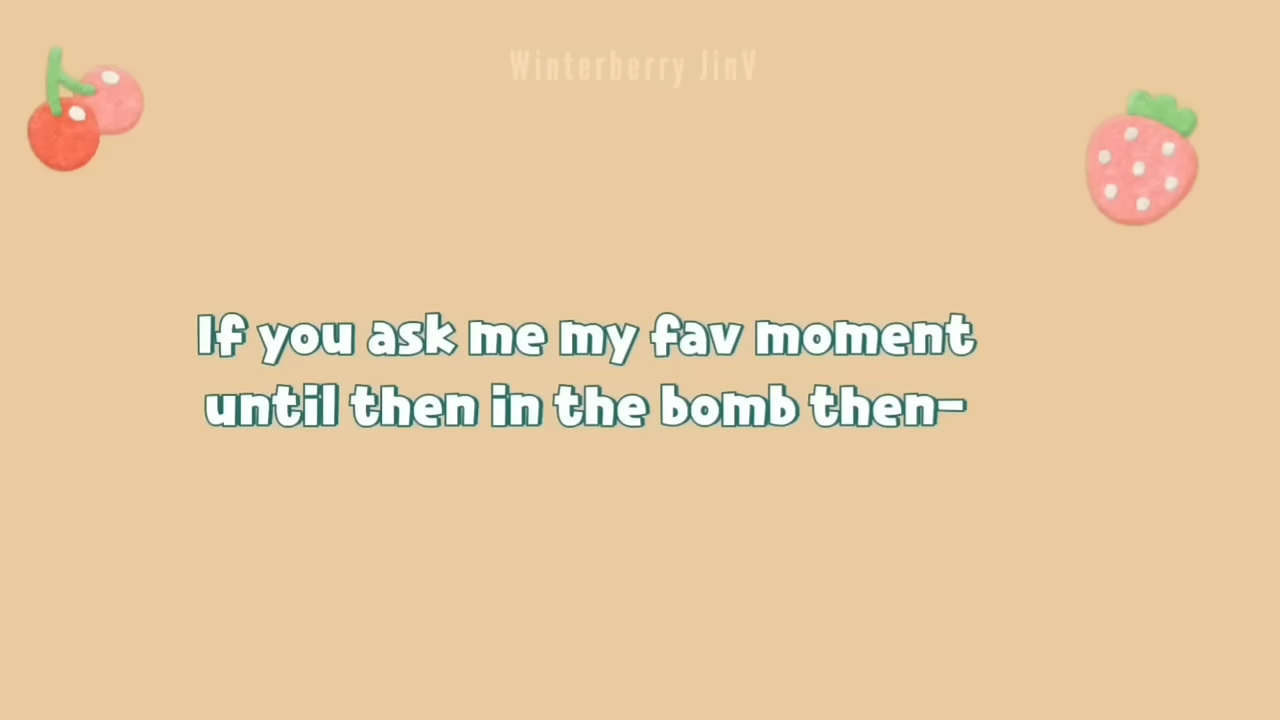 Winterberry JinV
If you ask me my fav moment
until then in the bomb then-